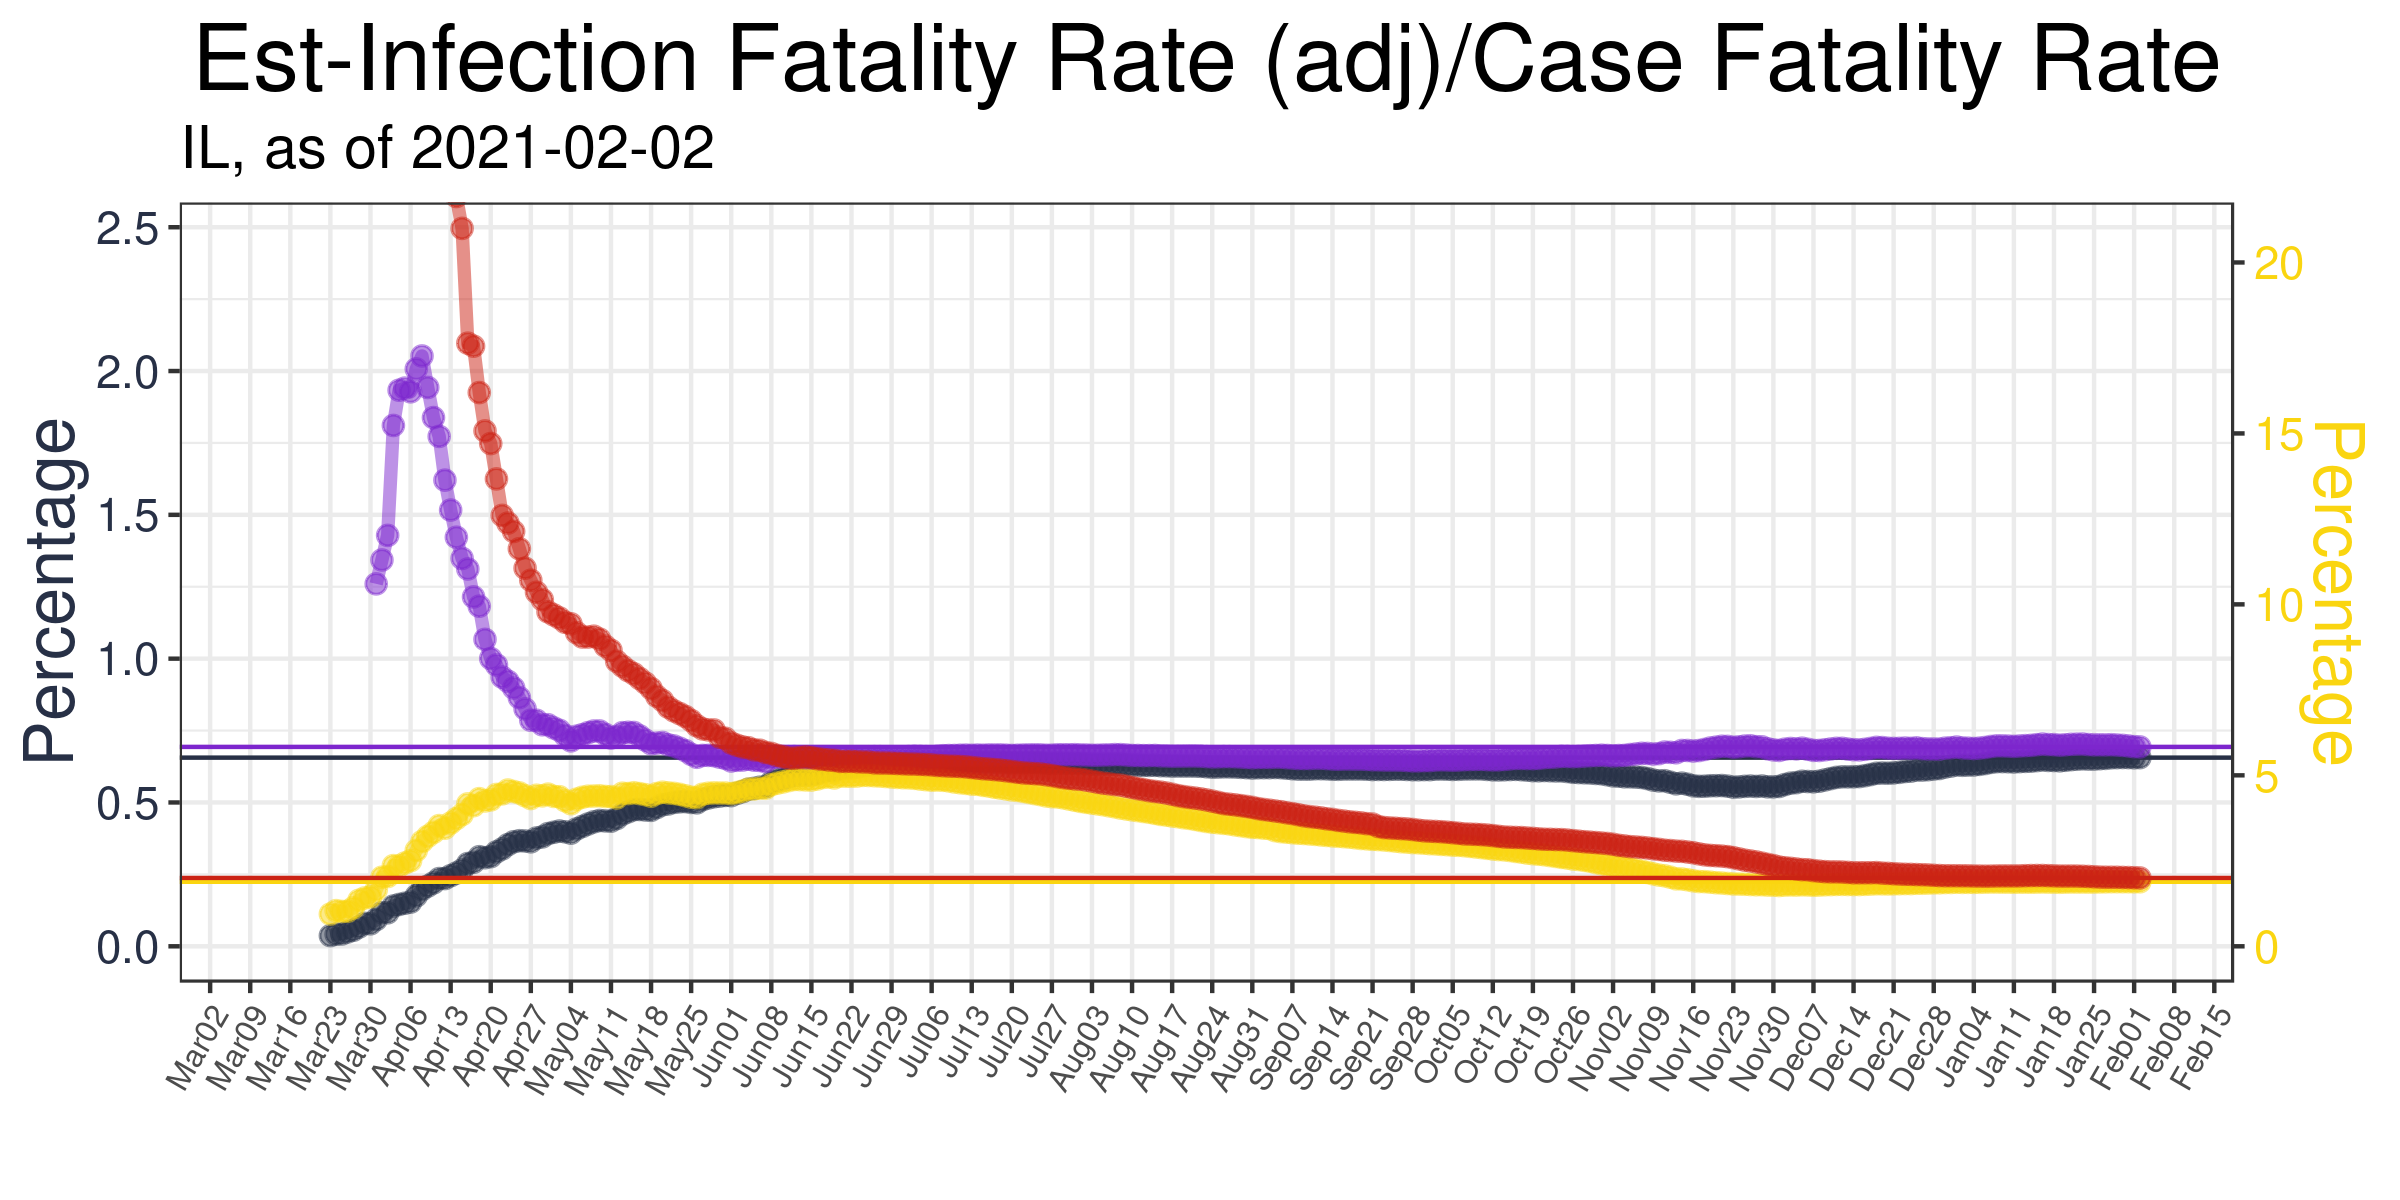 Est-Infection Fatality Rate (adj)/Case Fatality Rate
IL, as of 2021-02-02
Percentage
2.5
2.0
1.5
1.0
0.5
0.0
20
15
10
5
0
Percentage
Mar02 Mar09 Mar16 Mar23 Mar30 Apr06 Apr13 Apr20 Apr27 May04 May11 May18 May25 Jun01 Jun08 Jun15 Jun22 Jun29 Jul06 Jul13 Jul20 Jul27 Aug03 Aug10 Aug17 Aug24 Aug31 Sep07 Sep14 Sep21 Sep28 Oct05 Oct12 Oct19 Oct26 Nov02 Nov09 Nov16 Nov23 Nov30 Dec07 Dec14 Dec21 Dec28 Jan04 Jan11 Jan18 Jan25 Feb01 Feb08 Feb15